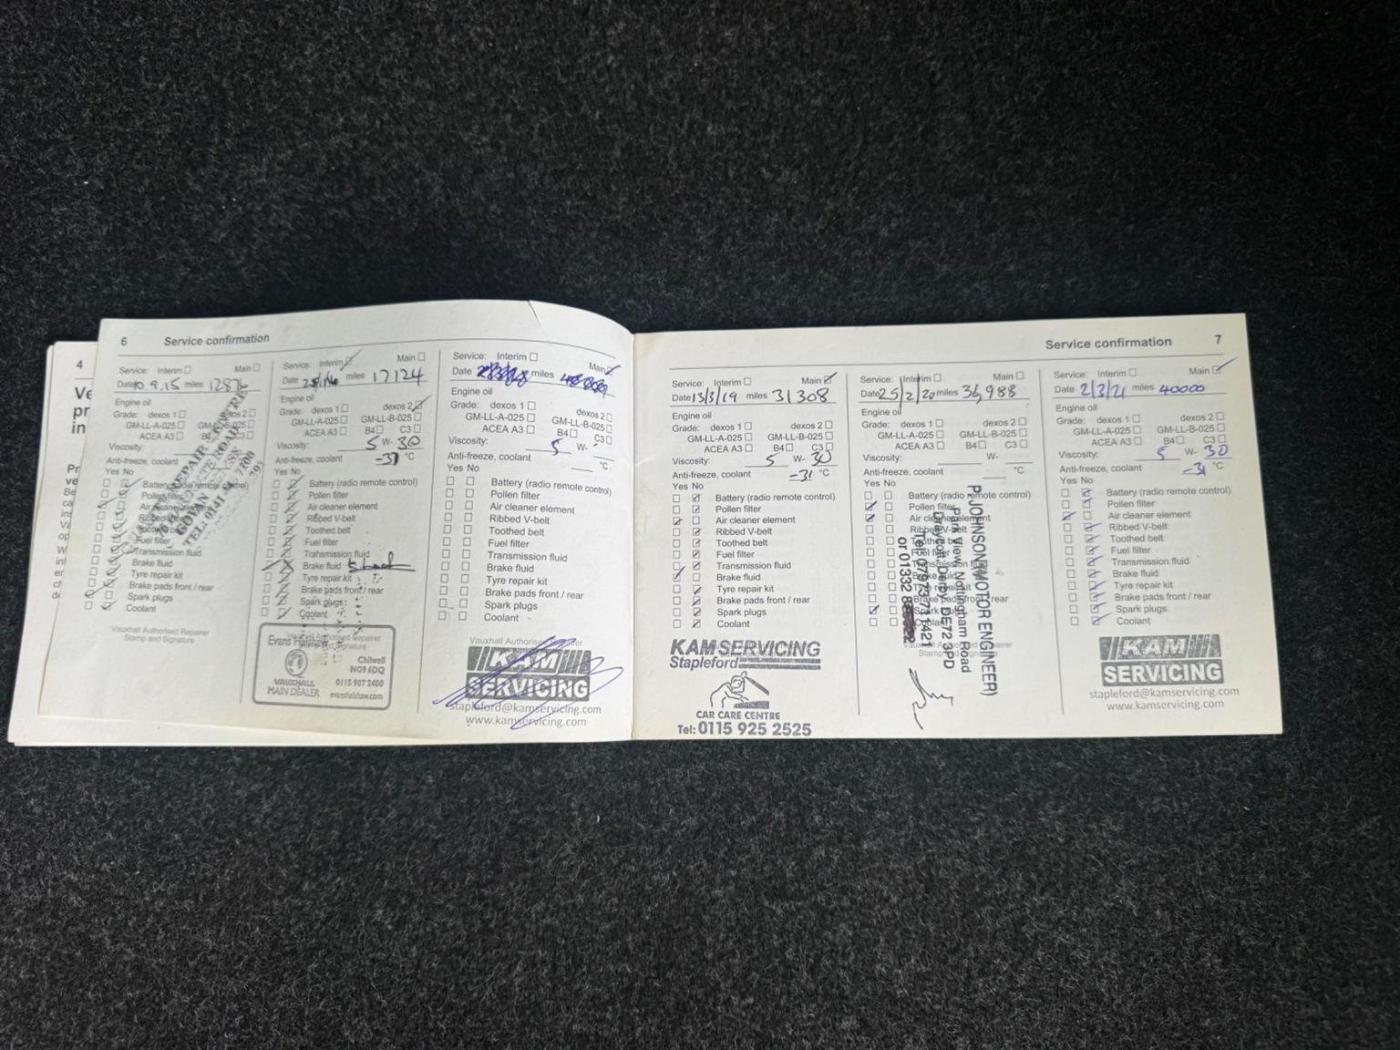 4
Ve
pr
in
6 Service confirmation
Service: Interim Main
Date 10.9.15 miles
Engine oil
Grade: dexos 1 dexos 2
GM-LL-A-025
ACEA A3
Viscosity:
Anti-freeze, coolant
Yes No
Battery (radio remote control)
Pollen filter
Air cleaner element
Fuel filter
Transmission fluid
Brake fluid
Tyre repair kit
Brake pads front / rear
Spark plugs
Coolant
Vauxhall Authorised Repairer
Stamp and Signature
Service: Interim Main
Date miles 17124
Engine oil
Grade: dexos 1 dexos 2
GM-LL-A-025 GM-LL-B-025
ACEA A3 B4 C3
Viscosity: 5 W- 30
Anti-freeze, coolant -37 °C
Yes No
Battery (radio remote control)
Pollen filter
Air cleaner element
Ribbed V-belt
Toothed belt
Fuel filter
Transmission fluid
Brake fluid
Tyre repair kit
Brake pads front / rear
Spark plugs
Coolant
Evans
VAUXHALL
MAIN DEALER
Chilwell
NG9 6DQ
0115 907 2400
evanshalshaw.com
Service: Interim Main
Date miles
Engine oil
Grade: dexos 1 dexos 2
GM-LL-A-025 GM-LL-B-025
ACEA A3 B4 C3
Viscosity: 5 W-
Anti-freeze, coolant °C
Yes No
Battery (radio remote control)
Pollen filter
Air cleaner element
Ribbed V-belt
Toothed belt
Fuel filter
Transmission fluid
Brake fluid
Tyre repair kit
Brake pads front / rear
Spark plugs
Coolant
Vauxhall Authorised
KAM
SERVICING
stapleford@kamservicing.com
www.kamservicing.com
Service confirmation 7
Service: Interim Main
Date 13/3/19 miles 31308
Engine oil
Grade: dexos 1 dexos 2
GM-LL-A-025 GM-LL-B-025
ACEA A3 B4 C3
Viscosity: 5 W- 30
Anti-freeze, coolant -31 °C
Yes No
Battery (radio remote control)
Pollen filter
Air cleaner element
Ribbed V-belt
Toothed belt
Fuel filter
Transmission fluid
Brake fluid
Tyre repair kit
Brake pads front / rear
Spark plugs
Coolant
KAM SERVICING
Stapleford
CAR CARE CENTRE
Tel: 0115 925 2525
Service: Interim Main
Date 25/2/20 miles 36,988
Engine oil
Grade: dexos 1 dexos 2
GM-LL-A-025 GM-LL-B-025
ACEA A3 B4 C3
Viscosity: W-
Anti-freeze, coolant °C
Yes No
Battery (radio remote control)
Pollen filter
Air cleaner element
P JOHNSON (MOTOR ENGINEER)
Park View, Nottingham Road
Draycott, Derby DE72 3PD
Tel: 07973 731421
or 01332
Service: Interim Main
Date 2/3/21 miles 40000
Engine oil
Grade: dexos 1 dexos 2
GM-LL-A-025 GM-LL-B-025
ACEA A3 B4 C3
Viscosity: 5 W- 30
Anti-freeze, coolant -31 °C
Yes No
Battery (radio remote control)
Pollen filter
Air cleaner element
Ribbed V-belt
Toothed belt
Fuel filter
Transmission fluid
Brake fluid
Tyre repair kit
Brake pads front / rear
Spark plugs
Coolant
KAM
SERVICING
stapleford@kamservicing.com
www.kamservicing.com